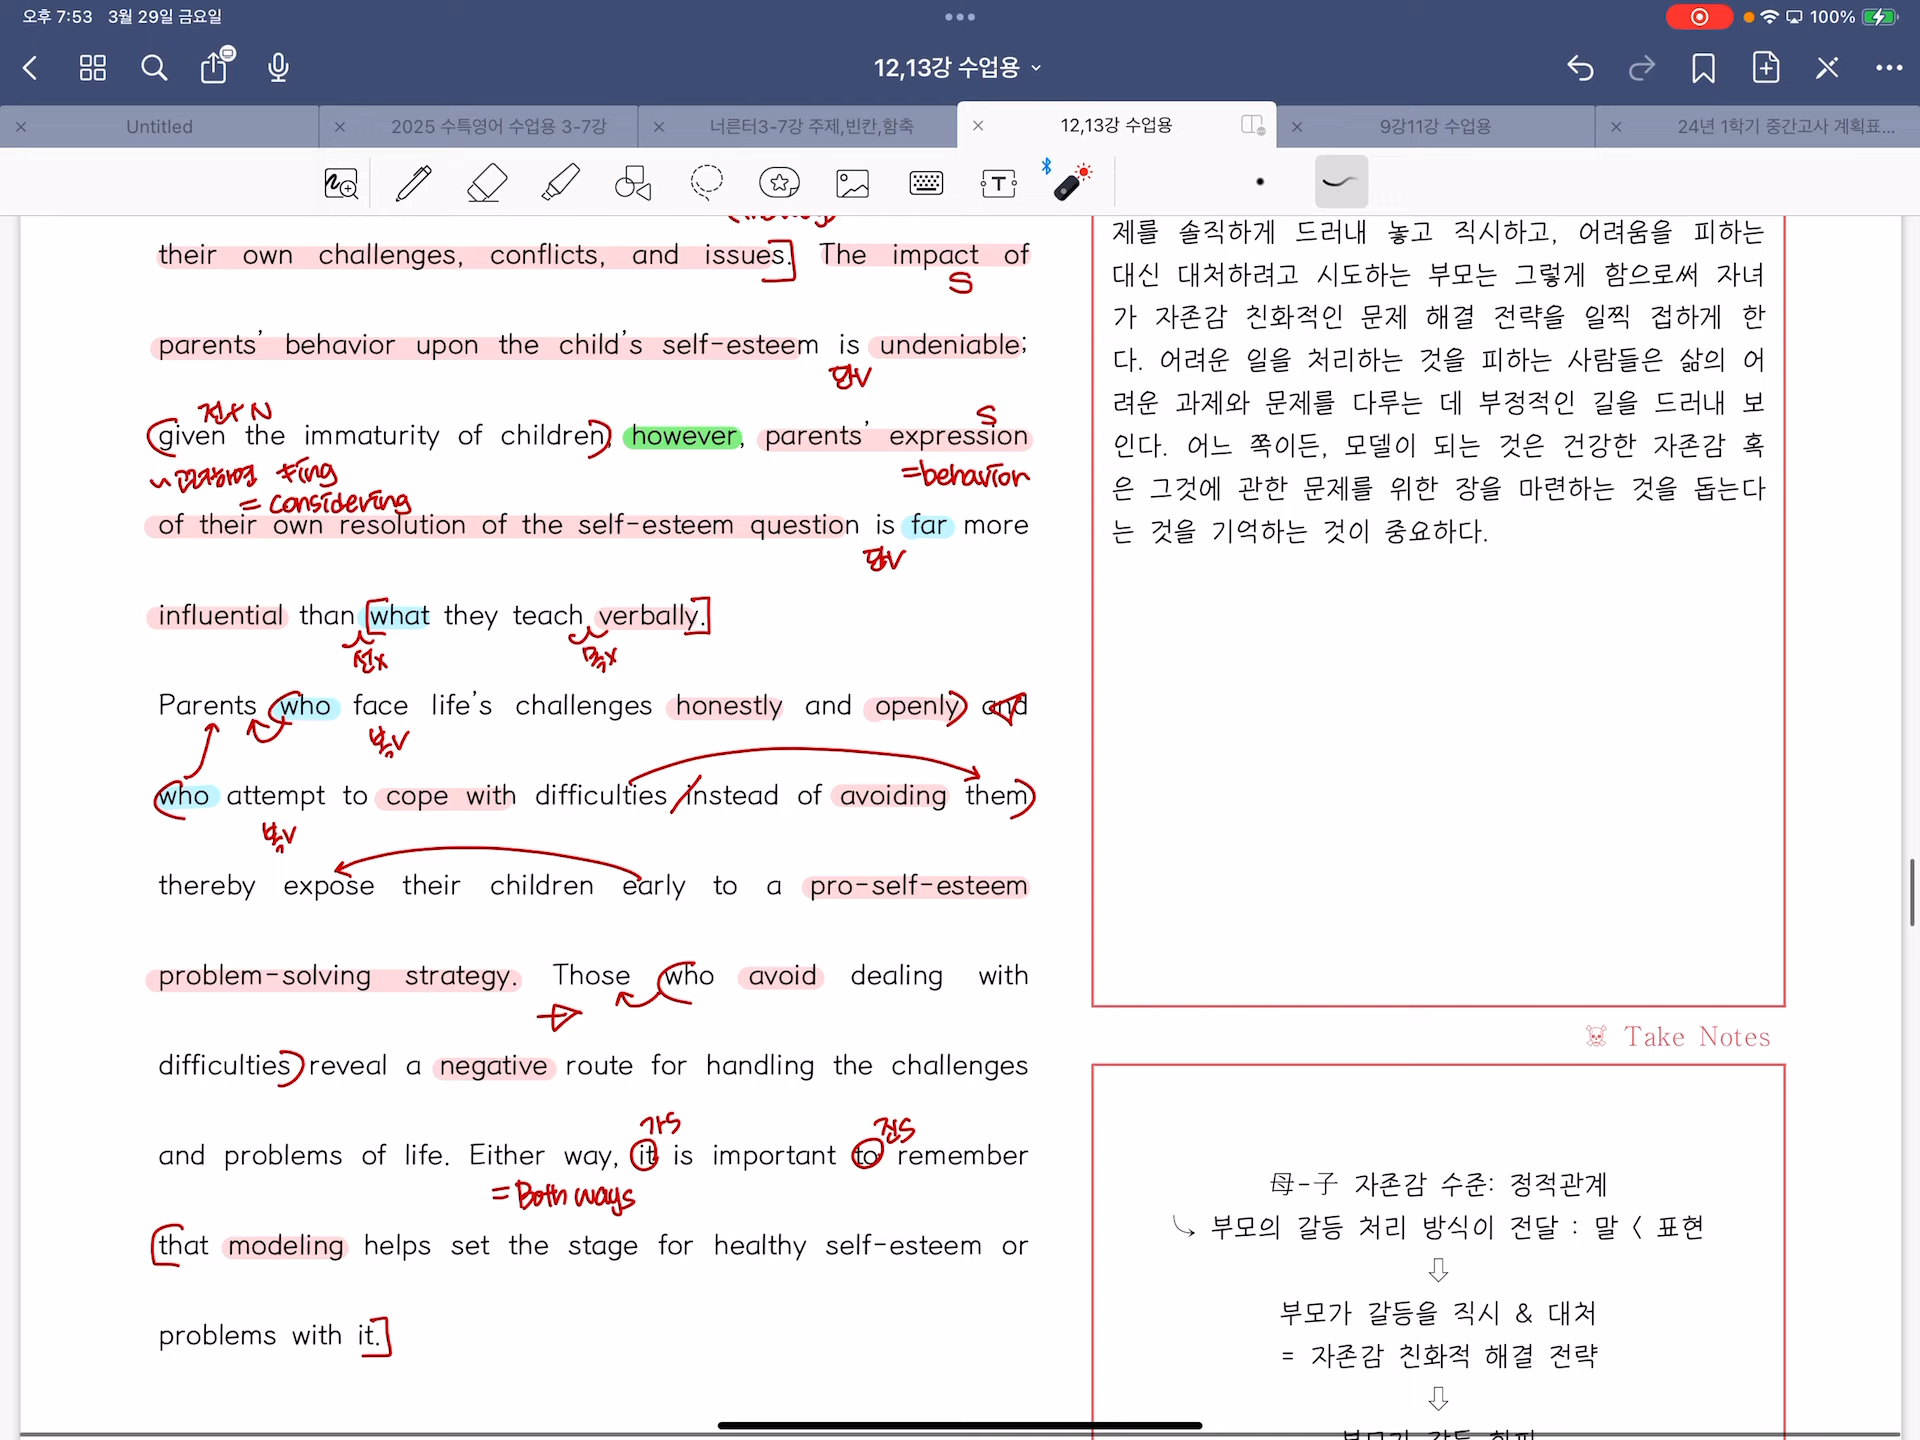 오후 7:53 3월 29일 금요일
100%
12,13강 수업용
Untitled
2025 수특영어 수업용 3-7강
너른터3-7강 주제,빈칸,함축
12,13강 수업용
9강11강 수업용
24년 1학기 중간고사 계획표...
their own challenges, conflicts, and issues. The impact of
S
parents' behavior upon the child's self-esteem is undeniable;
단V
전+N
S
given the immaturity of children, however, parents' expression
≠ing
=behavior
= considering
of their own resolution of the self-esteem question is far more
단V
influential than what they teach verbally.
선x
목x
Parents who face life's challenges honestly and openly and
복V
who attempt to cope with difficulties instead of avoiding them
복V
thereby expose their children early to a pro-self-esteem
problem-solving strategy. Those who avoid dealing with
difficulties reveal a negative route for handling the challenges
가S
진S
and problems of life. Either way, it is important to remember
= Both ways
that modeling helps set the stage for healthy self-esteem or
problems with it.
제를 솔직하게 드러내 놓고 직시하고, 어려움을 피하는
대신 대처하려고 시도하는 부모는 그렇게 함으로써 자녀
가 자존감 친화적인 문제 해결 전략을 일찍 접하게 한
다. 어려운 일을 처리하는 것을 피하는 사람들은 삶의 어
려운 과제와 문제를 다루는 데 부정적인 길을 드러내 보
인다. 어느 쪽이든, 모델이 되는 것은 건강한 자존감 혹
은 그것에 관한 문제를 위한 장을 마련하는 것을 돕는다
는 것을 기억하는 것이 중요하다.
Take Notes
母-子 자존감 수준: 정적관계
부모의 갈등 처리 방식이 전달 : 말 < 표현
부모가 갈등을 직시 & 대처
= 자존감 친화적 해결 전략